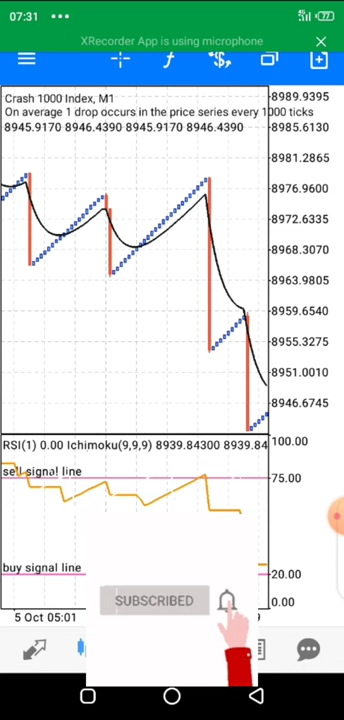 07:31
XRecorder App is using microphone
Crash 1000 Index, M1
On average 1 drop occurs in the price series every 1000 ticks
8945.9170 8946.4390 8945.9170 8946.4390
8989.9395
8985.6130
8981.2865
8976.9600
8972.6335
8968.3070
8963.9805
8959.6540
8955.3275
8951.0010
8946.6745
RSI(1) 0.00 Ichimoku(9,9,9) 8939.84300 8939.84
100.00
sell signal line
75.00
buy signal line
20.00
0.00
SUBSCRIBED
5 Oct 05:01